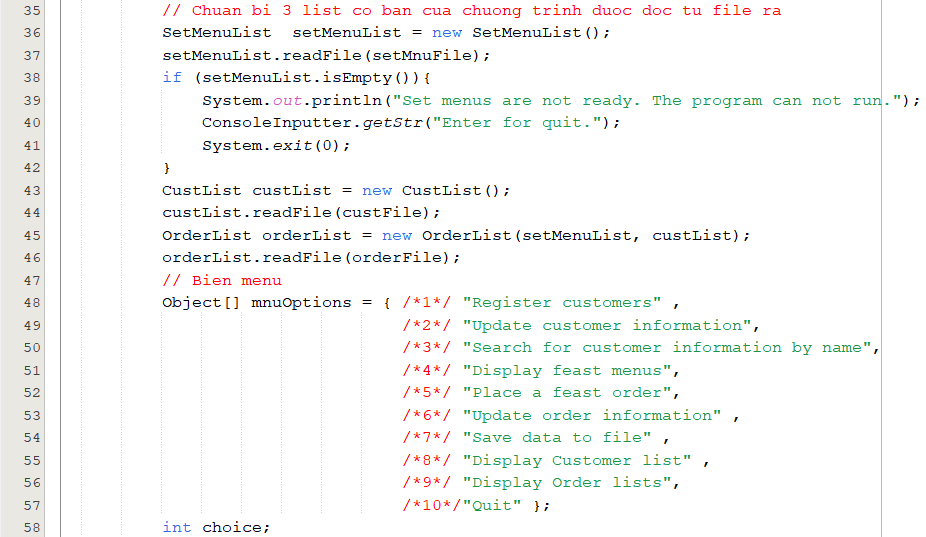 35 // Chuan bi 3 list co ban cua chuong trinh duoc doc tu file ra
36 SetMenuList  setMenuList = new SetMenuList();
37 setMenuList.readFile(setMnuFile);
38 if (setMenuList.isEmpty()){
39     System.out.println("Set menus are not ready. The program can not run.");
40     ConsoleInputter.getStr("Enter for quit.");
41     System.exit(0);
42 }
43 CustList custList = new CustList();
44 custList.readFile(custFile);
45 OrderList orderList = new OrderList(setMenuList, custList);
46 orderList.readFile(orderFile);
47 // Bien menu
48 Object[] mnuOptions = { /*1*/ "Register customers" ,
49                         /*2*/ "Update customer information",
50                         /*3*/ "Search for customer information by name",
51                         /*4*/ "Display feast menus",
52                         /*5*/ "Place a feast order",
53                         /*6*/ "Update order information" ,
54                         /*7*/ "Save data to file" ,
55                         /*8*/ "Display Customer list" ,
56                         /*9*/ "Display Order lists",
57                         /*10*/"Quit" };
58 int choice;